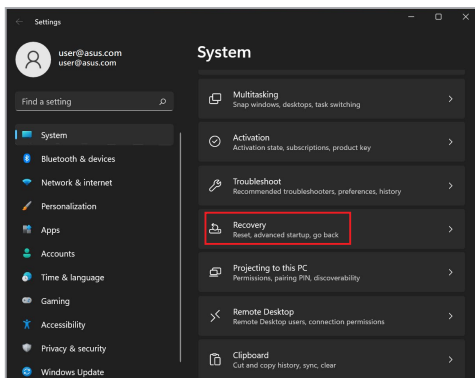 Settings
user@asus.com
user@asus.com
Find a setting
System
Bluetooth & devices
Network & internet
Personalization
Apps
Accounts
Time & language
Gaming
Accessibility
Privacy & security
Windows Update
System
Multitasking
Snap windows, desktops, task switching
Activation
Activation state, subscriptions, product key
Troubleshoot
Recommended troubleshooters, preferences, history
Recovery
Reset, advanced startup, go back
Projecting to this PC
Permissions, pairing PIN, discoverability
Remote Desktop
Remote Desktop users, connection permissions
Clipboard
Cut and copy history, sync, clear